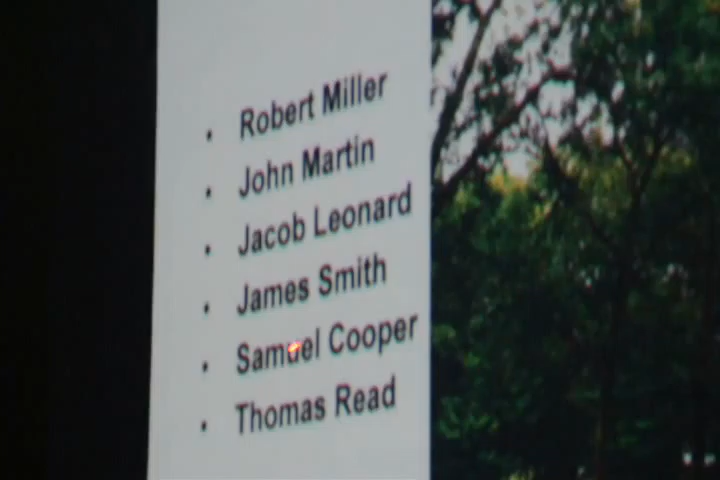 • Robert Miller
• John Martin
• Jacob Leonard
• James Smith
• Samuel Cooper
• Thomas Read